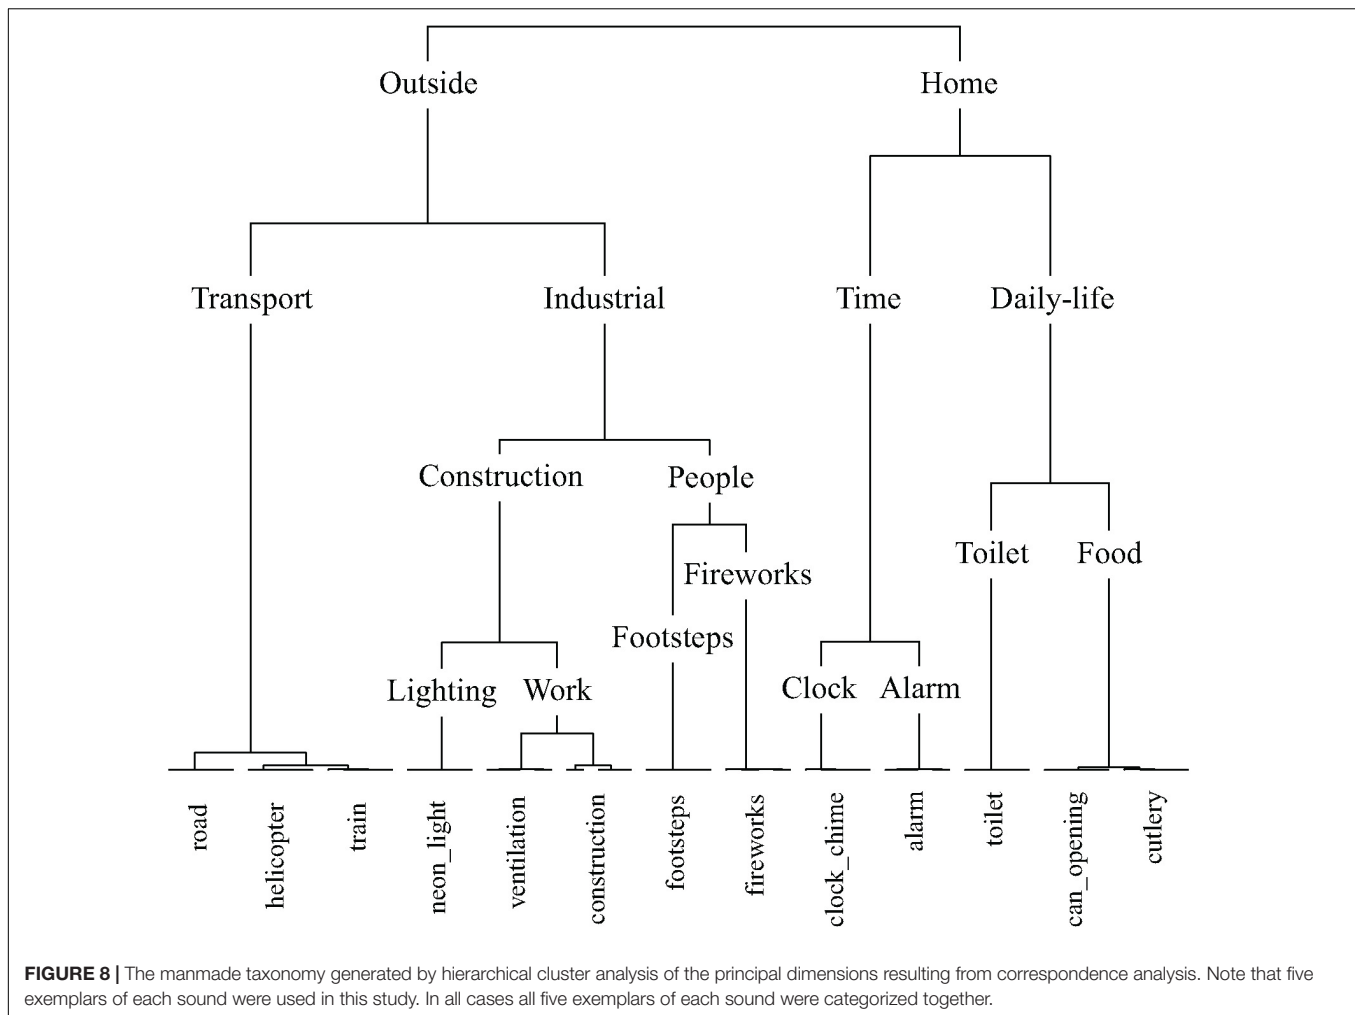 Outside Home
Transport Industrial Time Daily-life
Construction People
Toilet Food
Fireworks
Footsteps
Lighting Work Clock Alarm
road helicopter train neon_light ventilation construction footsteps fireworks clock_chime alarm toilet can_opening cutlery
FIGURE 8 | The manmade taxonomy generated by hierarchical cluster analysis of the principal dimensions resulting from correspondence analysis. Note that five
exemplars of each sound were used in this study. In all cases all five exemplars of each sound were categorized together.